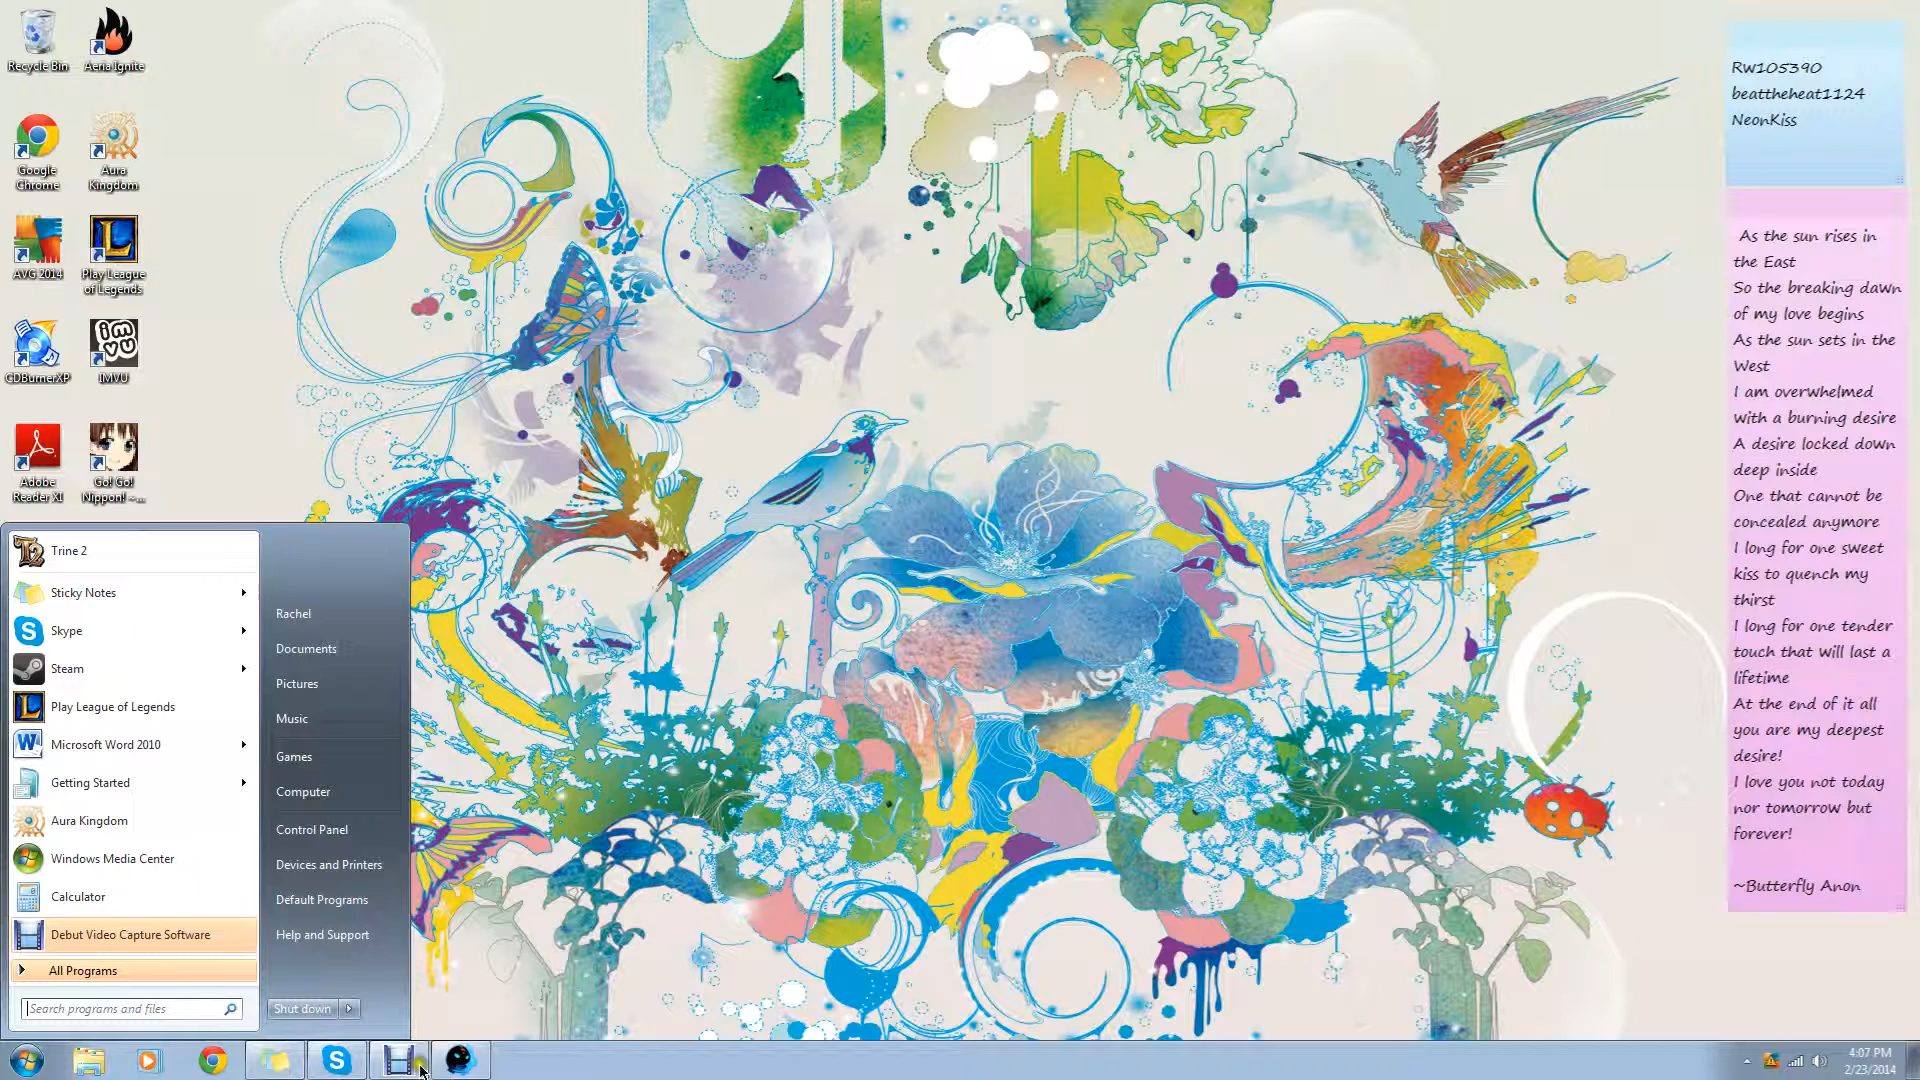 Recycle Bin
Aeria Ignite
Google
Chrome
Aura
Kingdom
AVG 2014
Play League
of Legends
CDBurnerXP
IMVU
Adobe
Reader XI
Go! Go!
Nippon! ~...
Trine 2
Sticky Notes
Skype
Steam
Play League of Legends
Microsoft Word 2010
Getting Started
Aura Kingdom
Windows Media Center
Calculator
Debut Video Capture Software
All Programs
Search programs and files
Rachel
Documents
Pictures
Music
Games
Computer
Control Panel
Devices and Printers
Default Programs
Help and Support
Shut down
Rw105390
beattheheat1124
NeonKiss
As the sun rises in
the East
So the breaking dawn
of my love begins
As the sun sets in the
West
I am overwhelmed
with a burning desire
A desire locked down
deep inside
One that cannot be
concealed anymore
I long for one sweet
kiss to quench my
thirst
I long for one tender
touch that will last a
lifetime
At the end of it all
you are my deepest
desire!
I love you not today
nor tomorrow but
forever!
~Butterfly Anon
4:07 PM
2/23/2014